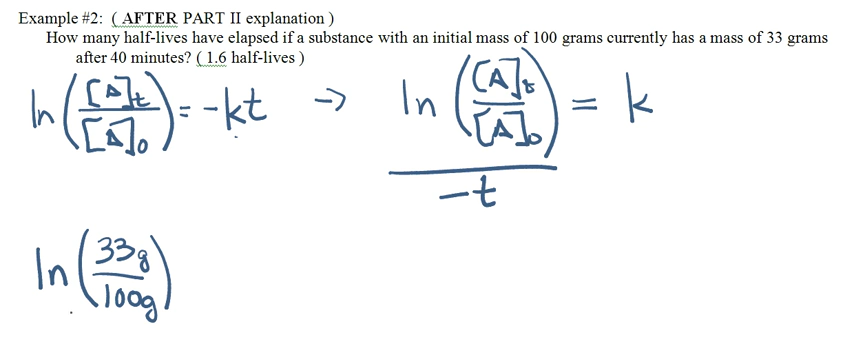 Example #2: ( AFTER PART II explanation )
How many half-lives have elapsed if a substance with an initial mass of 100 grams currently has a mass of 33 grams
after 40 minutes? ( 1.6 half-lives )
ln([A]t/[A]0) = -kt → ln([A]t/[A]0)/-t = k
ln(33g/100g)